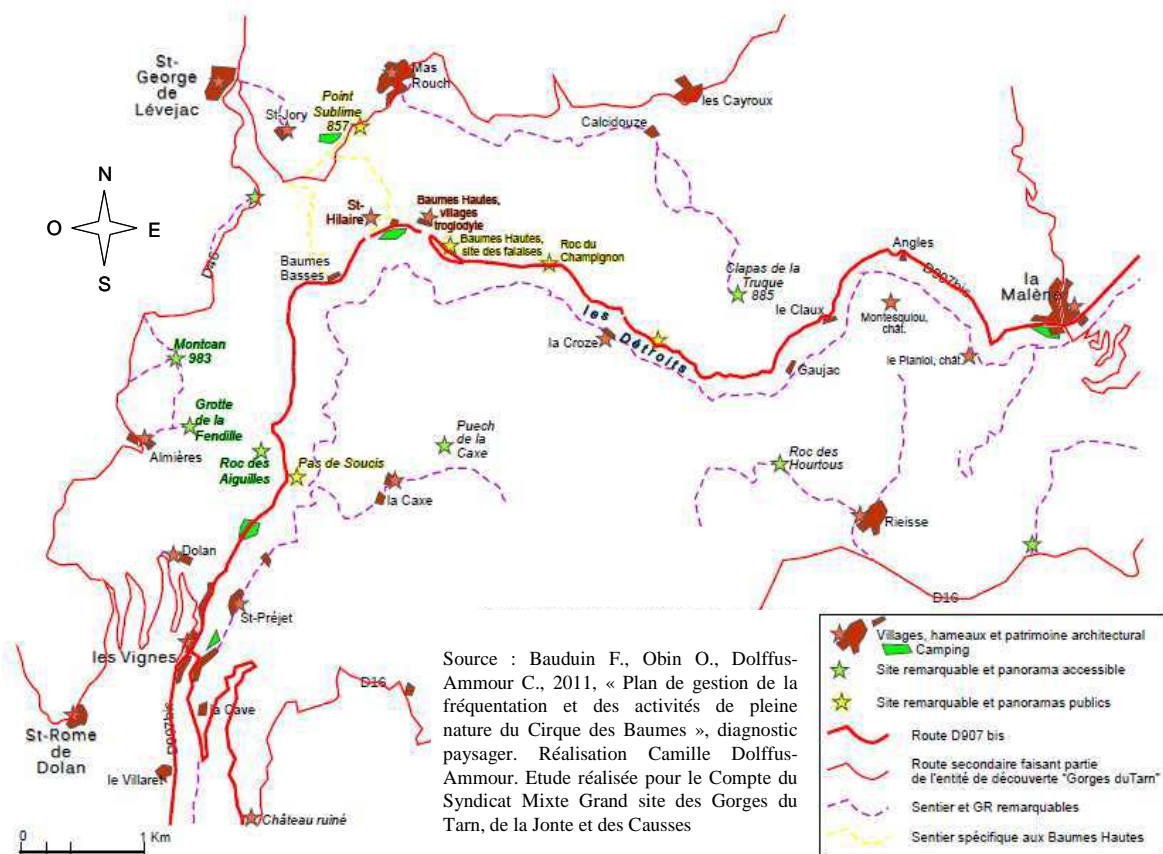 St-
George
de
Lévejac
Mas
Rouch
les Cayroux
Point
Sublime
857
St-Jory
Calcidouze
N
O
E
S
St-
Hilaire
Baumes Hautes,
villages
troglodyte
Baumes Hautes,
site des falaises
Roc du
Champignon
Baumes
Basses
D46
Angles
D907bis
la
Malène
Clapas de la
Truque
885
le Claux
Montesquiou,
chât.
les Détroits
la Croze
le Planiol, chât.
Gaujac
Montcan
983
Grotte
de la
Fendille
Almières
Roc des
Aiguilles
Pas de Soucis
Puech
de la
Caxe
la Caxe
Roc des
Hourtous
Rieisse
Dolan
D16
St-Préjet
les Vignes
D16
la Cave
St-Rome
de
Dolan
D907bis
le Villaret
Château ruiné
0 1 Km
Source : Bauduin F., Obin O., Dolffus-
Ammour C., 2011, « Plan de gestion de la
fréquentation et des activités de pleine
nature du Cirque des Baumes », diagnostic
paysager. Réalisation Camille Dolffus-
Ammour. Etude réalisée pour le Compte du
Syndicat Mixte Grand site des Gorges du
Tarn, de la Jonte et des Causses
Villages, hameaux et patrimoine architectural
Camping
Site remarquable et panorama accessible
Site remarquable et panoramas publics
Route D907 bis
Route secondaire faisant partie
de l'entité de découverte "Gorges duTarn"
Sentier et GR remarquables
Sentier spécifique aux Baumes Hautes